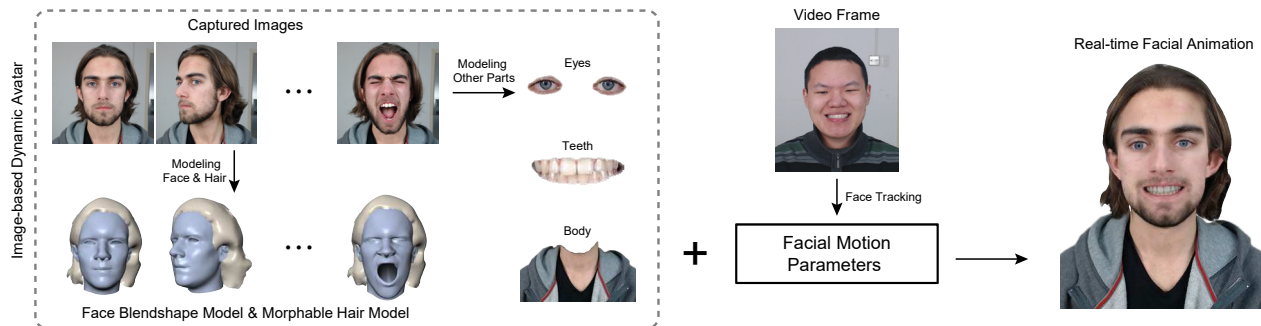 Image-based Dynamic Avatar
Captured Images
Modeling
Other Parts
Eyes
Modeling
Face & Hair
Teeth
Body
Face Blendshape Model & Morphable Hair Model
+
Video Frame
Face Tracking
Facial Motion
Parameters
Real-time Facial Animation